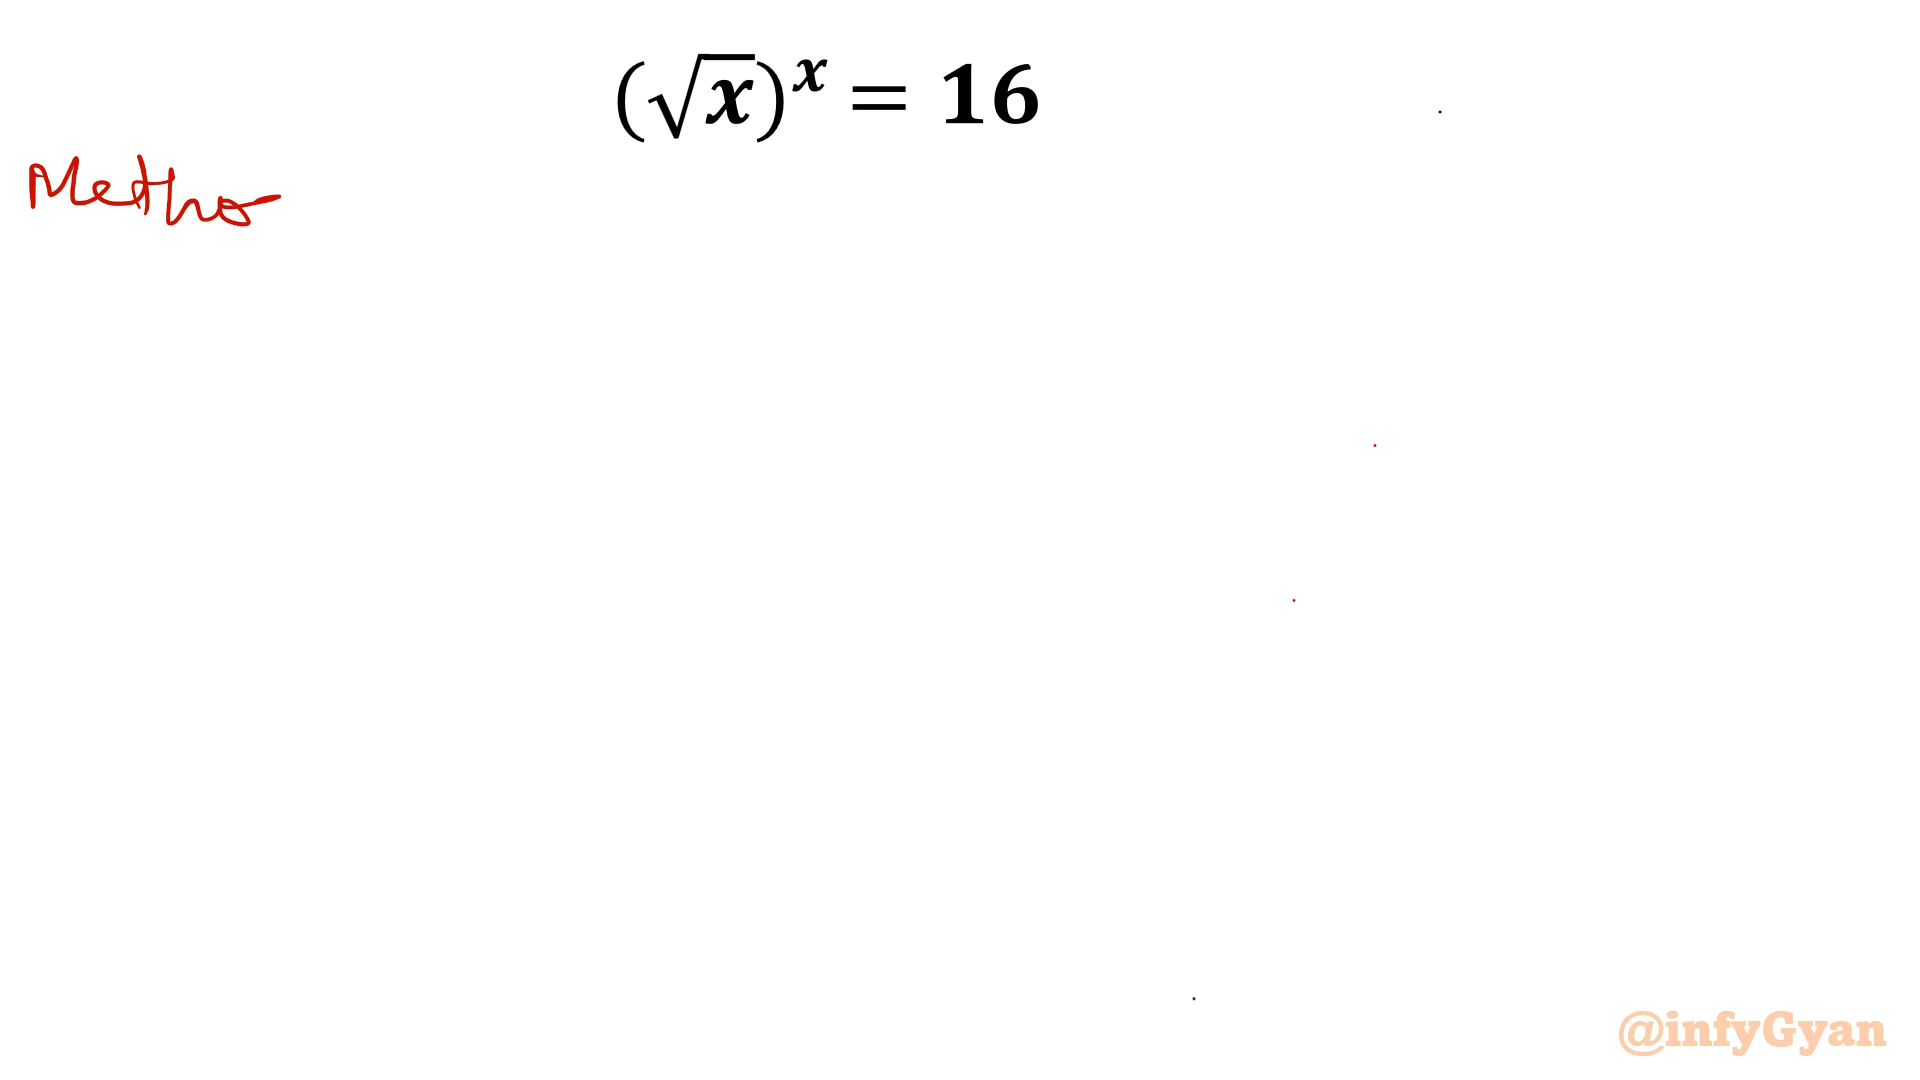 (√x)^x = 16
Metho
@infyGyan